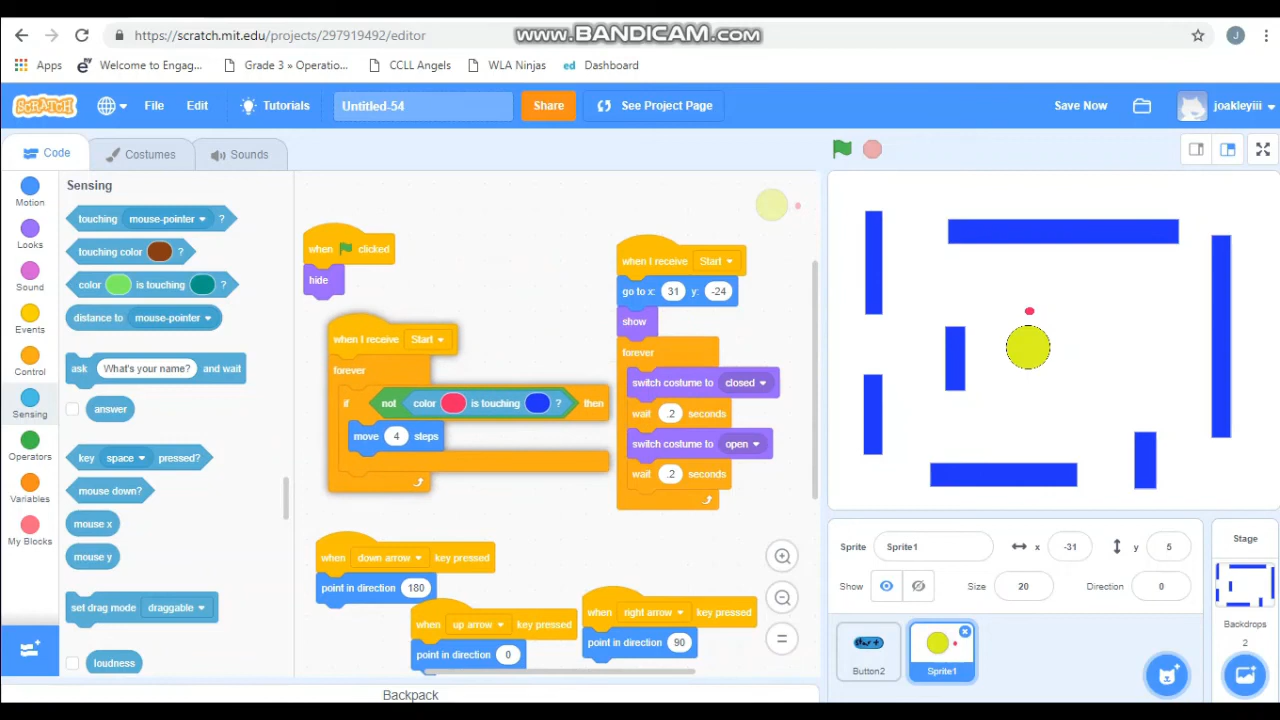 https://scratch.mit.edu/projects/297919492/editor
www.BANDICAM.com
J
Apps
Welcome to Engag...
Grade 3 » Operatio...
CCLL Angels
WLA Ninjas
ed Dashboard
SCRATCH
File
Edit
Tutorials
Untitled-54
Share
See Project Page
Save Now
joakleyiii
Code
Costumes
Sounds
Motion
Looks
Sound
Events
Control
Sensing
Operators
Variables
My Blocks
Sensing
touching mouse-pointer ?
touching color ?
color is touching ?
distance to mouse-pointer
ask What's your name? and wait
answer
key space pressed?
mouse down?
mouse x
mouse y
set drag mode draggable
loudness
when clicked
hide
when I receive Start
forever
if not color is touching ? then
move 4 steps
when I receive Start
go to x: 31 y: -24
show
forever
switch costume to closed
wait .2 seconds
switch costume to open
wait .2 seconds
when down arrow key pressed
point in direction 180
when up arrow key pressed
point in direction 0
when right arrow key pressed
point in direction 90
Backpack
Sprite Sprite1 x -31 y 5
Show Size 20 Direction 0
Button2
Sprite1
Stage
Backdrops
2